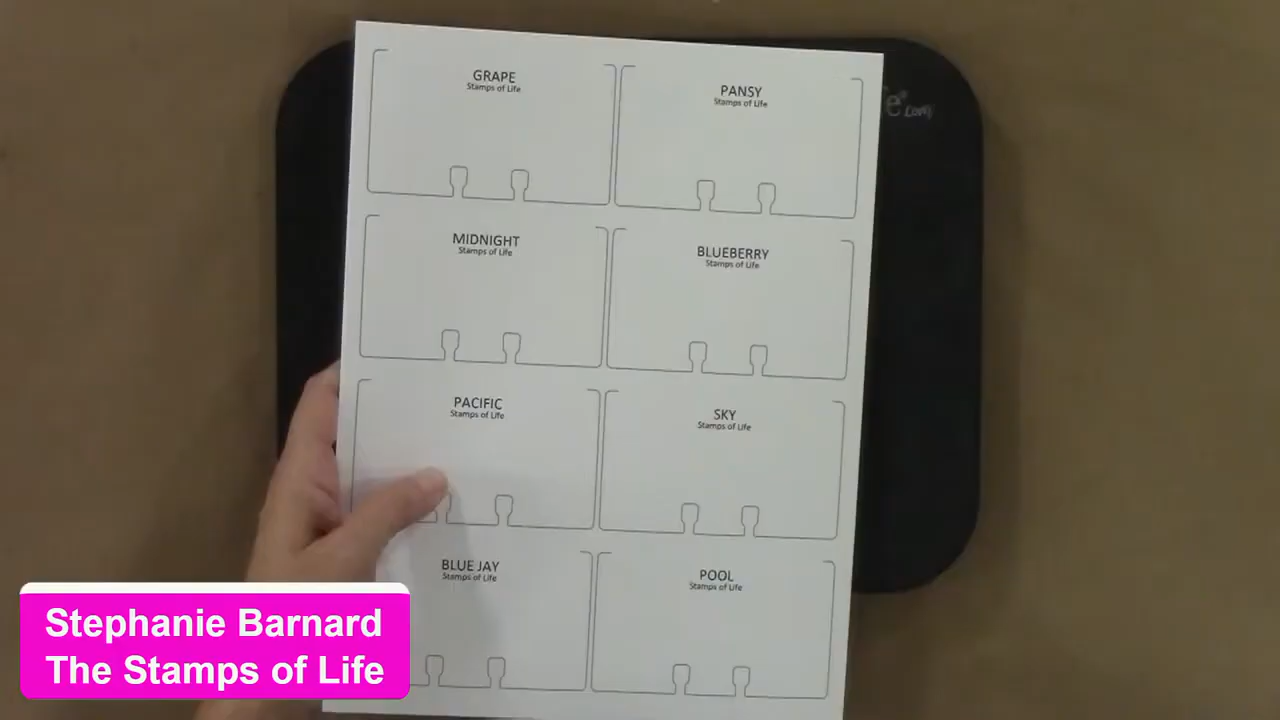 GRAPE
Stamps of Life
PANSY
Stamps of Life
MIDNIGHT
Stamps of Life
BLUEBERRY
Stamps of Life
PACIFIC
Stamps of Life
SKY
Stamps of Life
BLUE JAY
Stamps of Life
POOL
Stamps of Life
Stephanie Barnard
The Stamps of Life